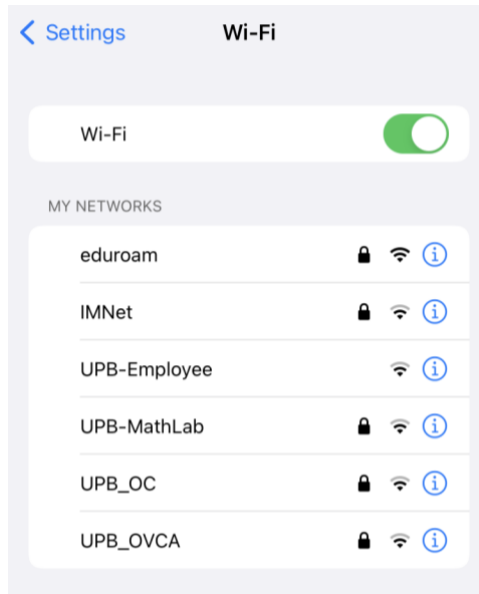 Settings
Wi-Fi
Wi-Fi
MY NETWORKS
eduroam
IMNet
UPB-Employee
UPB-MathLab
UPB_OC
UPB_OVCA